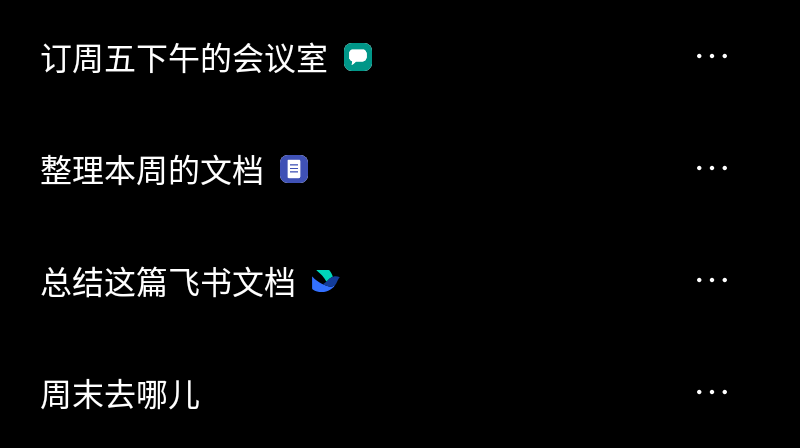 订周五下午的会议室
整理本周的文档
总结这篇飞书文档
周末去哪儿